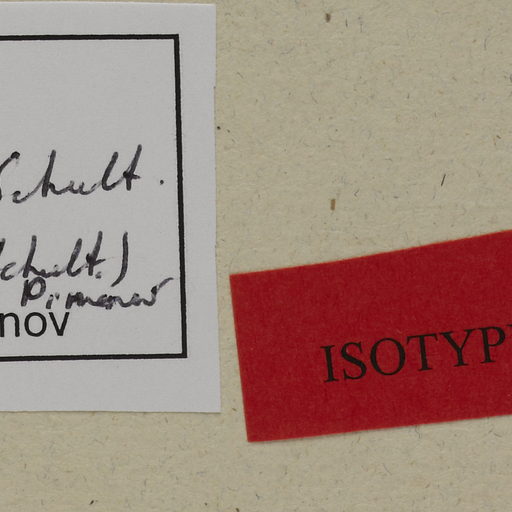 Schult.
Schult.)
Pimenov
nov
ISOTYP